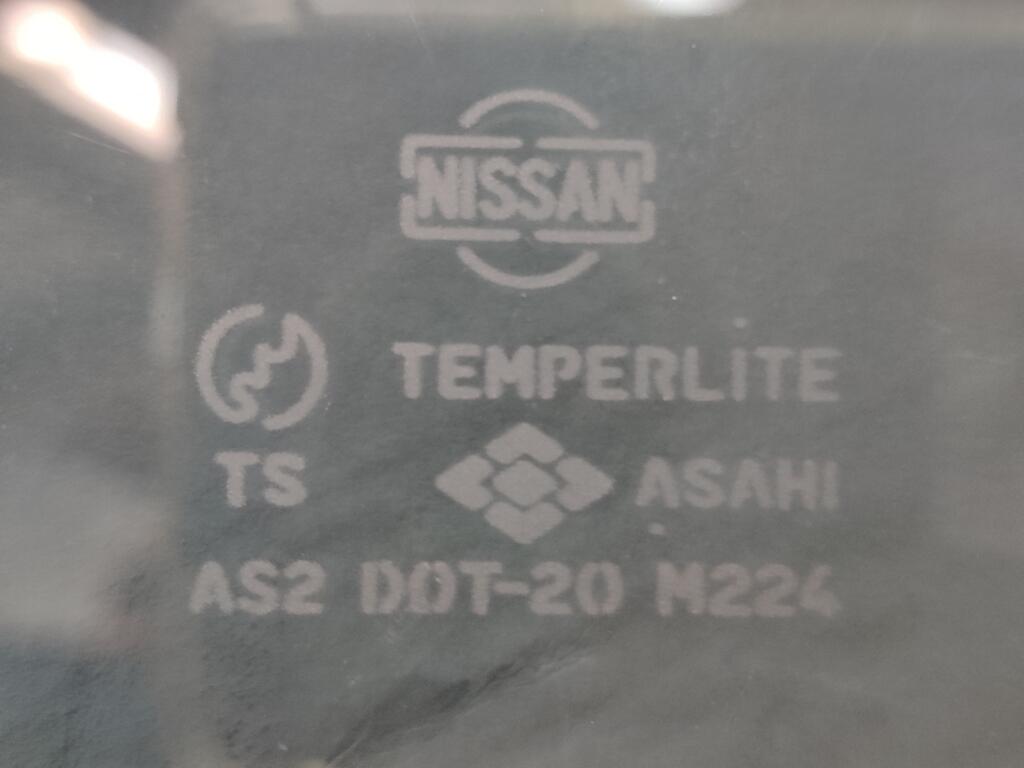 NISSAN
TEMPERLITE
TS ASAHI
AS2 DOT-20 M224